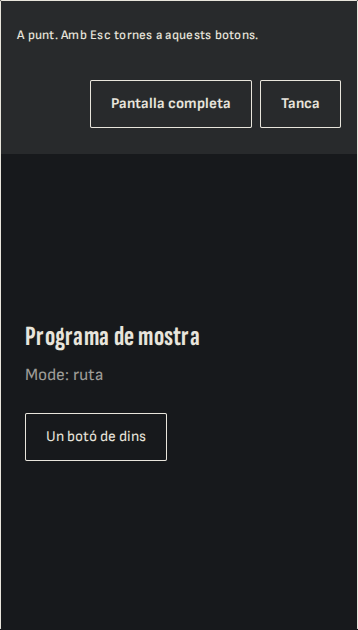 A punt. Amb Esc tornes a aquests botons.
Pantalla completa
Tanca
Programa de mostra
Mode: ruta
Un botó de dins